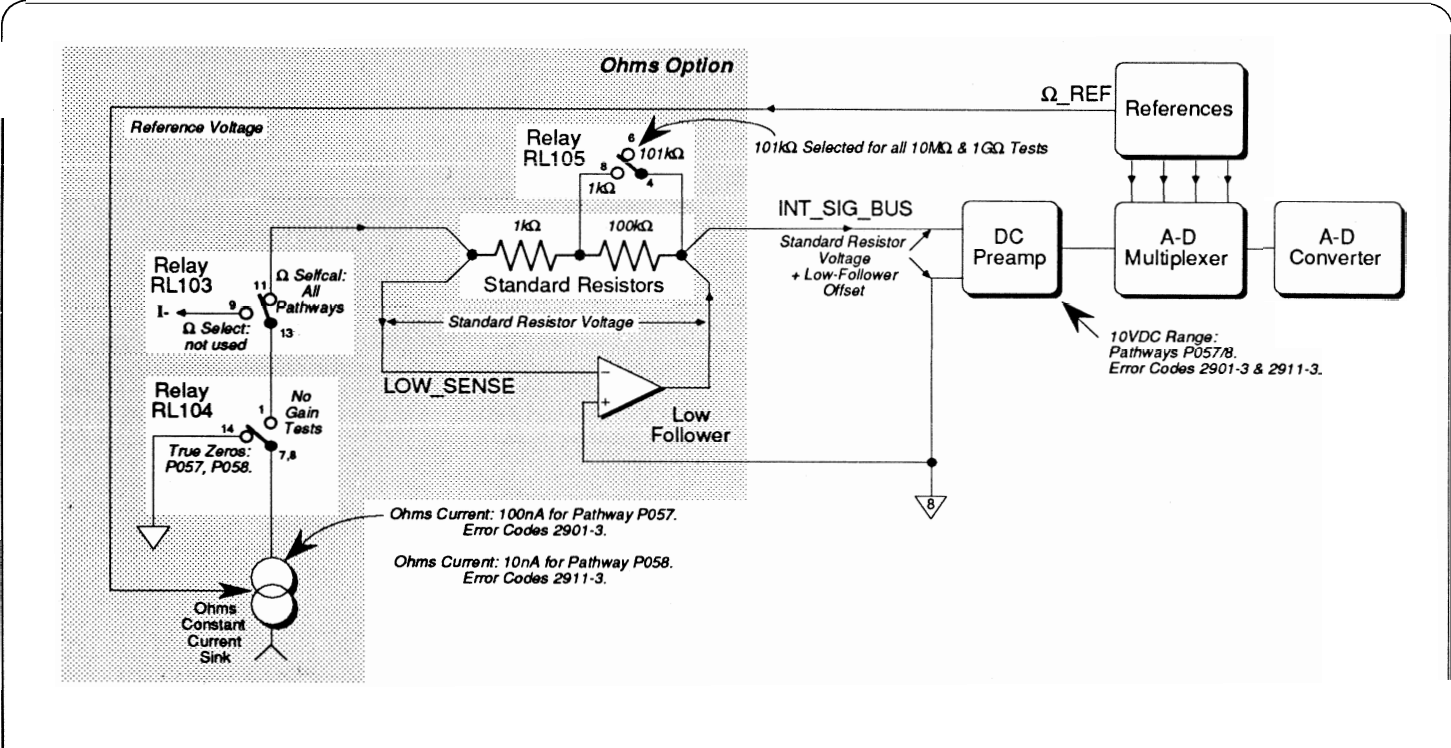 Ohms Option
Ω_REF
References
Reference Voltage
Relay
RL105
6
101kΩ
8
1kΩ
4
101kΩ Selected for all 10MΩ & 1GΩ Tests
INT_SIG_BUS
1kΩ
100kΩ
Standard Resistors
Standard Resistor
Voltage
+ Low-Follower
Offset
DC
Preamp
A-D
Multiplexer
A-D
Converter
Relay
RL103
11
Ω Selfcal:
All
Pathways
I-
9
Ω Select:
not used
13
Standard Resistor Voltage
10VDC Range:
Pathways P057/8.
Error Codes 2901-3 & 2911-3.
LOW_SENSE
−
+
Low
Follower
Relay
RL104
1
No
Gain
Tests
14
True Zeros:
P057, P058.
7,8
8
Ohms Current: 100nA for Pathway P057.
Error Codes 2901-3.
Ohms Current: 10nA for Pathway P058.
Error Codes 2911-3.
Ohms
Constant
Current
Sink